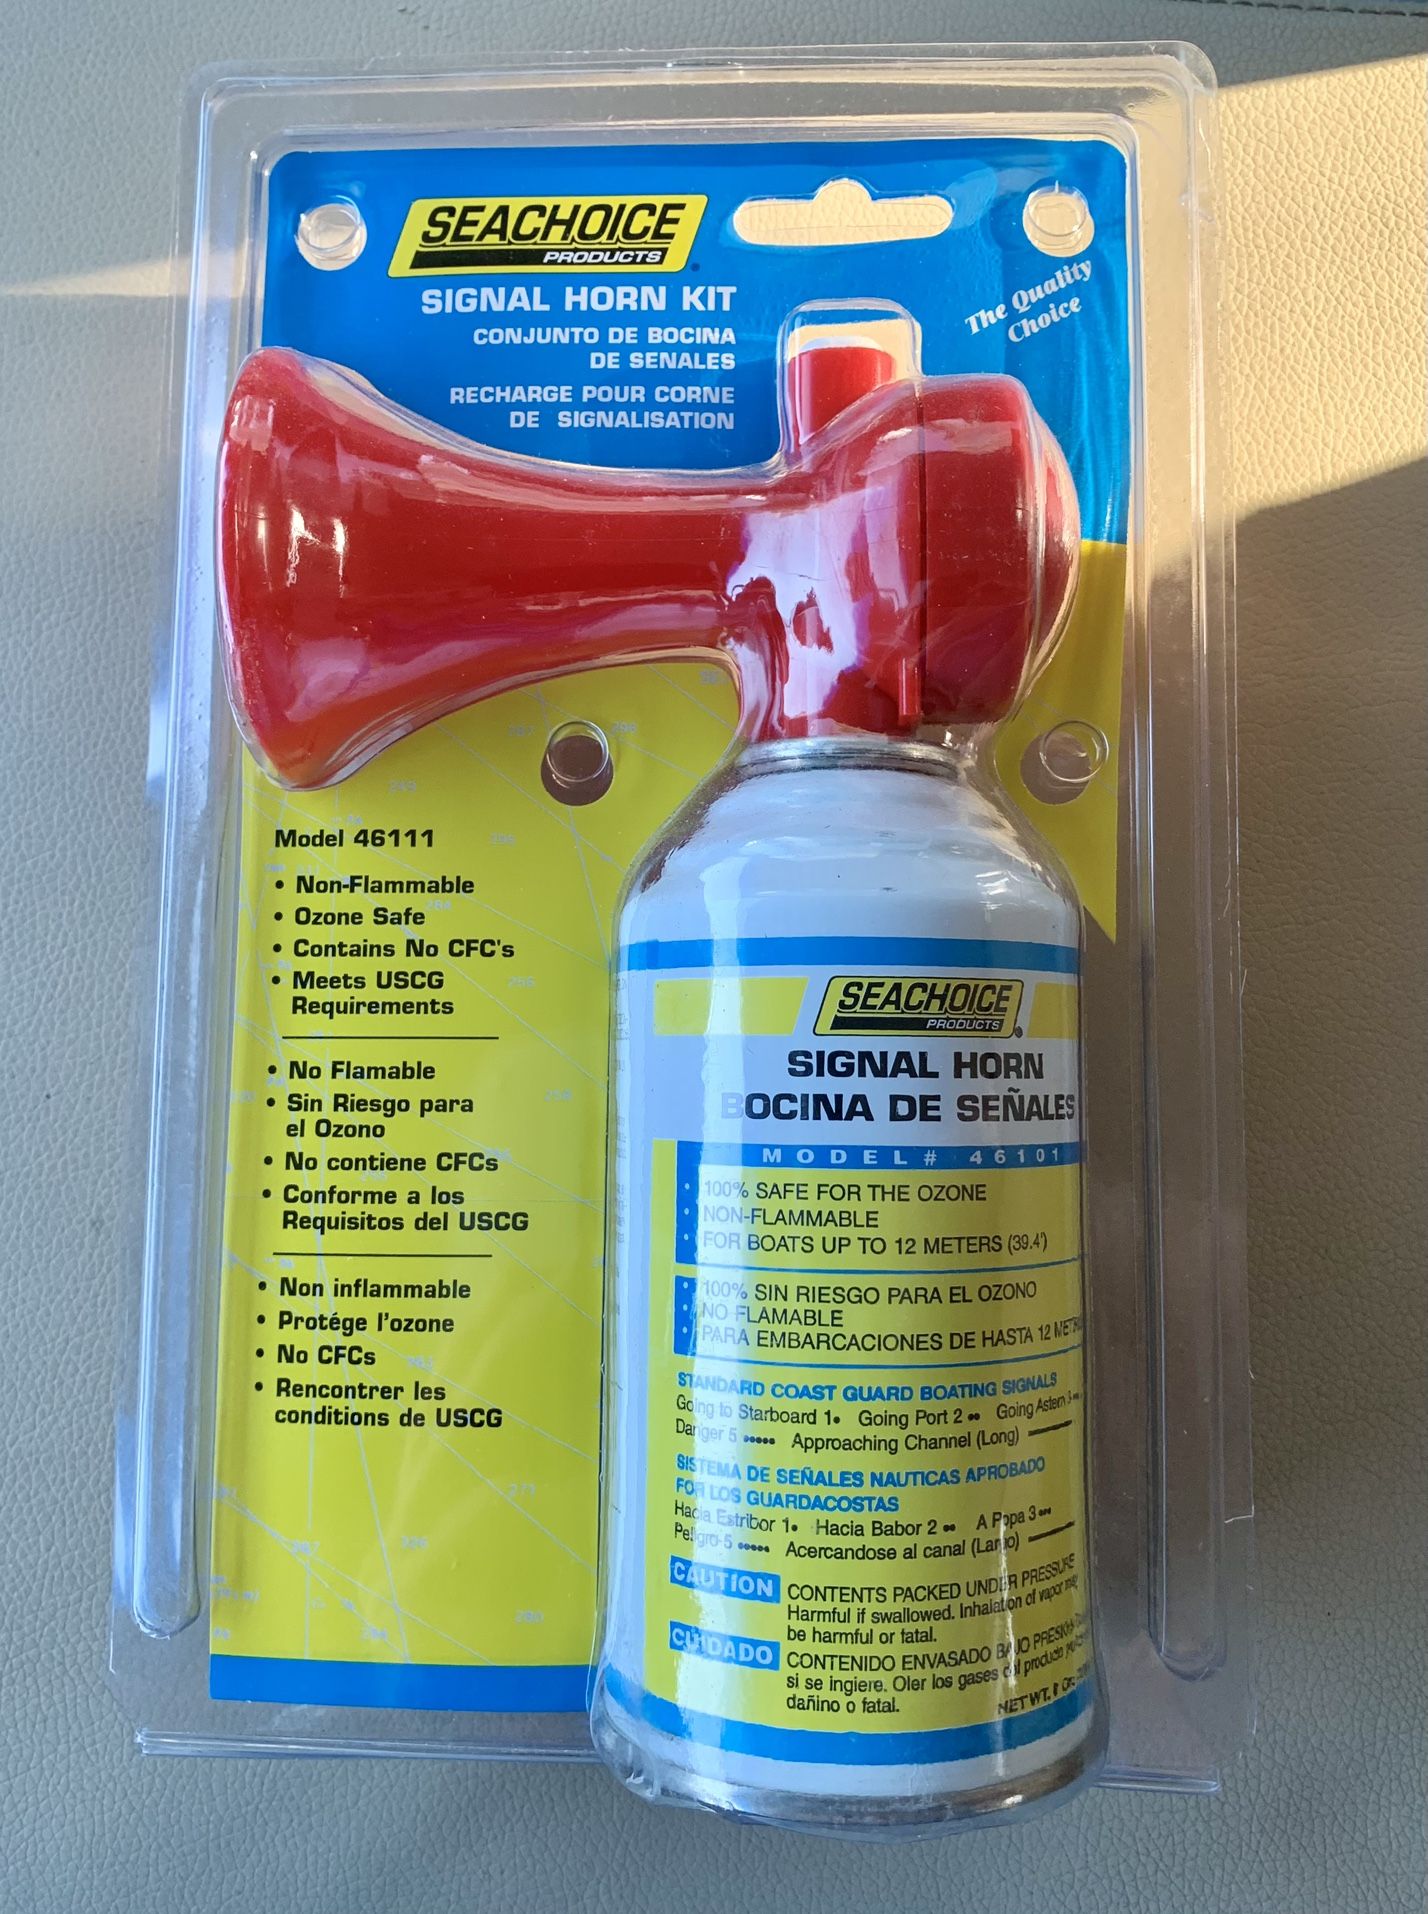 SEACHOICE
PRODUCTS
SIGNAL HORN KIT
CONJUNTO DE BOCINA
DE SENALES
RECHARGE POUR CORNE
DE SIGNALISATION
The Quality
Choice
Model 46111
• Non-Flammable
• Ozone Safe
• Contains No CFC's
• Meets USCG
Requirements
• No Flamable
• Sin Riesgo para
el Ozono
• No contiene CFCs
• Conforme a los
Requisitos del USCG
• Non inflammable
• Protége l'ozone
• No CFCs
• Rencontrer les
conditions de USCG
SEACHOICE
PRODUCTS
SIGNAL HORN
BOCINA DE SEÑALES
MODEL# 46101
• 100% SAFE FOR THE OZONE
• NON-FLAMMABLE
• FOR BOATS UP TO 12 METERS (39.4')
• 100% SIN RIESGO PARA EL OZONO
• NO FLAMABLE
• PARA EMBARCACIONES DE HASTA 12
STANDARD COAST GUARD BOATING SIGNALS
Going to Starboard 1• Going Port 2 •• Going Astern 3
Danger 5 ••••• Approaching Channel (Long)
SISTEMA DE SEÑALES NAUTICAS APROBADO
FOR LOS GUARDACOSTAS
Hacia Estribor 1• Hacia Babor 2 •• A Popa 3 •••
Peligro 5 ••••• Acercandose al canal (Largo)
CAUTION CONTENTS PACKED UNDER PRESSURE
Harmful if swallowed. Inhalation of vapor may
be harmful or fatal.
CUIDADO CONTENIDO ENVASADO BAJO PRESION
si se ingiere. Oler los gases del producto
dañino o fatal.
NET WT. 8 OZ.